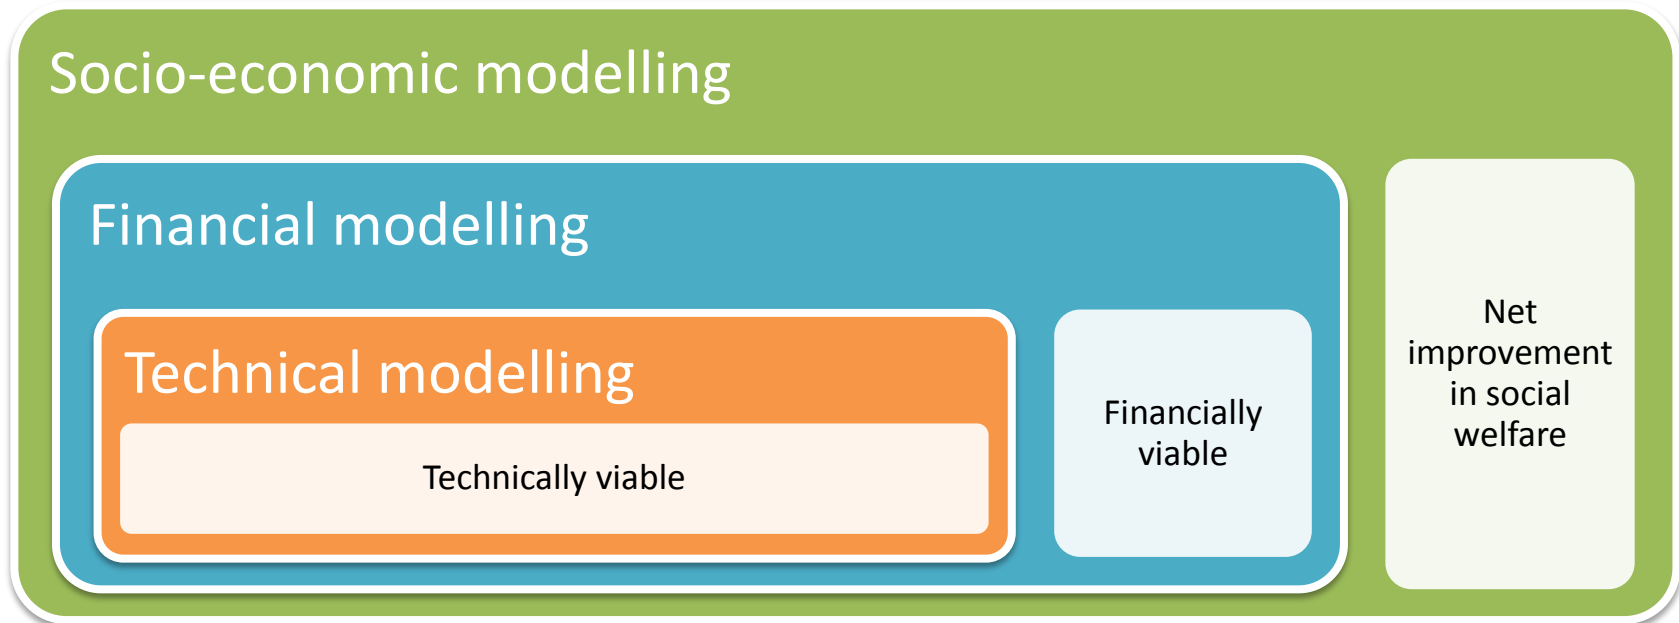 Socio-economic modelling
Financial modelling
Technical modelling
Technically viable
Financially
viable
Net
improvement
in social
welfare